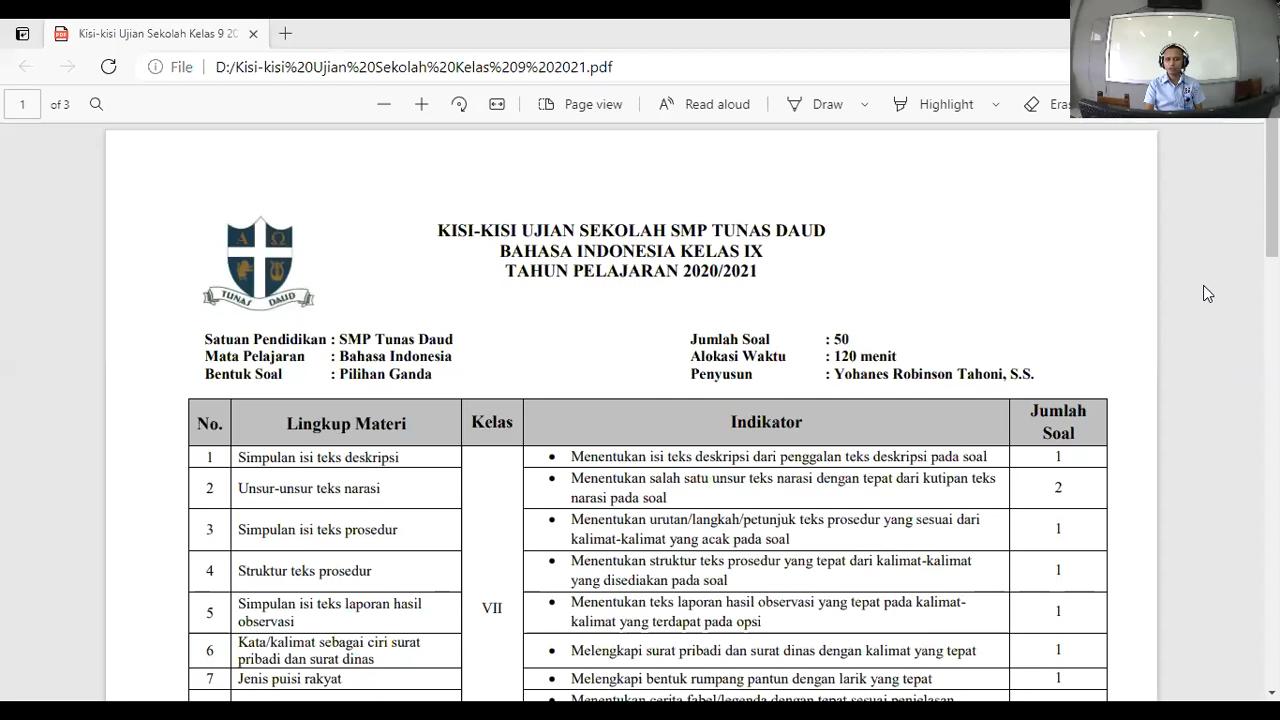 Kisi-kisi Ujian Sekolah Kelas 9 20
File D:/Kisi-kisi%20Ujian%20Sekolah%20Kelas%209%202021.pdf
1 of 3 Page view Read aloud Draw Highlight Eras
KISI-KISI UJIAN SEKOLAH SMP TUNAS DAUD
BAHASA INDONESIA KELAS IX
TAHUN PELAJARAN 2020/2021
A Ω
TUNAS DAUD
Satuan Pendidikan : SMP Tunas Daud Jumlah Soal : 50
Mata Pelajaran : Bahasa Indonesia Alokasi Waktu : 120 menit
Bentuk Soal : Pilihan Ganda Penyusun : Yohanes Robinson Tahoni, S.S.
No. Lingkup Materi Kelas Indikator Jumlah Soal
1 Simpulan isi teks deskripsi • Menentukan isi teks deskripsi dari penggalan teks deskripsi pada soal 1
2 Unsur-unsur teks narasi • Menentukan salah satu unsur teks narasi dengan tepat dari kutipan teks
narasi pada soal 2
3 Simpulan isi teks prosedur • Menentukan urutan/langkah/petunjuk teks prosedur yang sesuai dari
kalimat-kalimat yang acak pada soal 1
4 Struktur teks prosedur • Menentukan struktur teks prosedur yang tepat dari kalimat-kalimat
yang disediakan pada soal 1
5 Simpulan isi teks laporan hasil
observasi VII • Menentukan teks laporan hasil observasi yang tepat pada kalimat-
kalimat yang terdapat pada opsi 1
6 Kata/kalimat sebagai ciri surat
pribadi dan surat dinas • Melengkapi surat pribadi dan surat dinas dengan kalimat yang tepat 1
7 Jenis puisi rakyat • Melengkapi bentuk rumpang pantun dengan larik yang tepat 1
• Menentukan cerita fabel/legenda dengan tepat sesuai penjelasan